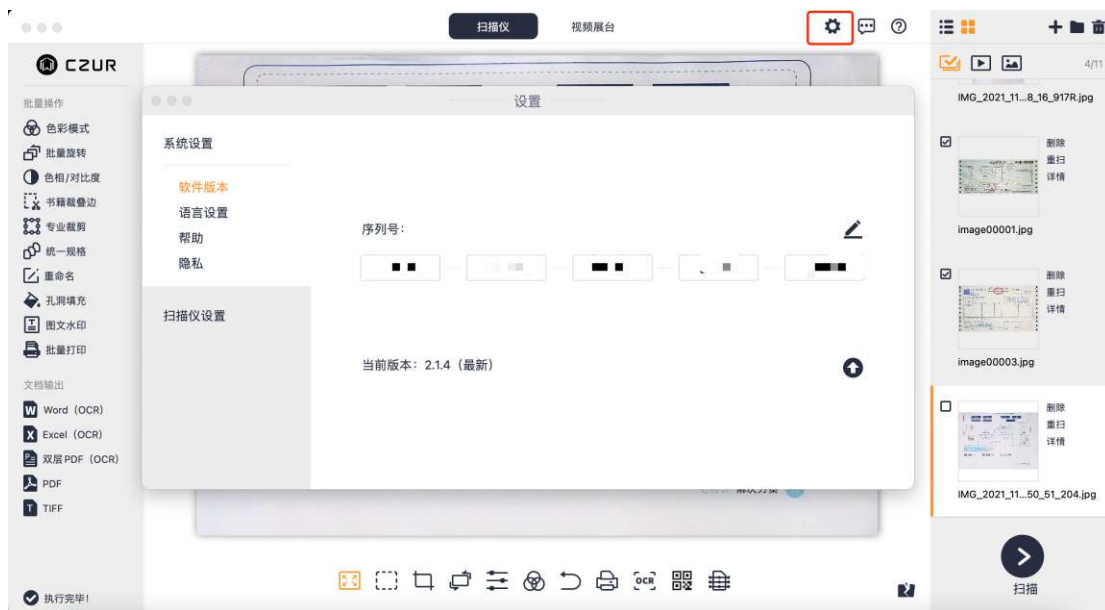 扫描仪
视频展台
CZUR
批量操作
色彩模式
批量旋转
色相/对比度
书籍裁叠边
专业裁剪
统一规格
重命名
孔洞填充
图文水印
批量打印
文档输出
W Word（OCR）
X Excel（OCR）
双层PDF（OCR）
PDF
T TIFF
执行完毕！
设置
系统设置
软件版本
语言设置
帮助
隐私
扫描仪设置
序列号：
当前版本：2.1.4（最新）
OCR
4/11
IMG_2021_11...8_16_917R.jpg
删除
重扫
详情
image00001.jpg
删除
重扫
详情
image00003.jpg
删除
重扫
详情
IMG_2021_11...50_51_204.jpg
扫描